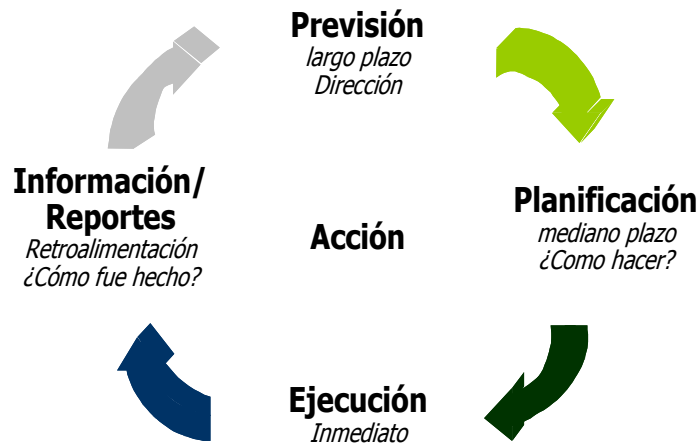 Previsión
largo plazo
Dirección
Información/
Reportes
Retroalimentación
¿Cómo fue hecho?
Acción
Planificación
mediano plazo
¿Como hacer?
Ejecución
Inmediato